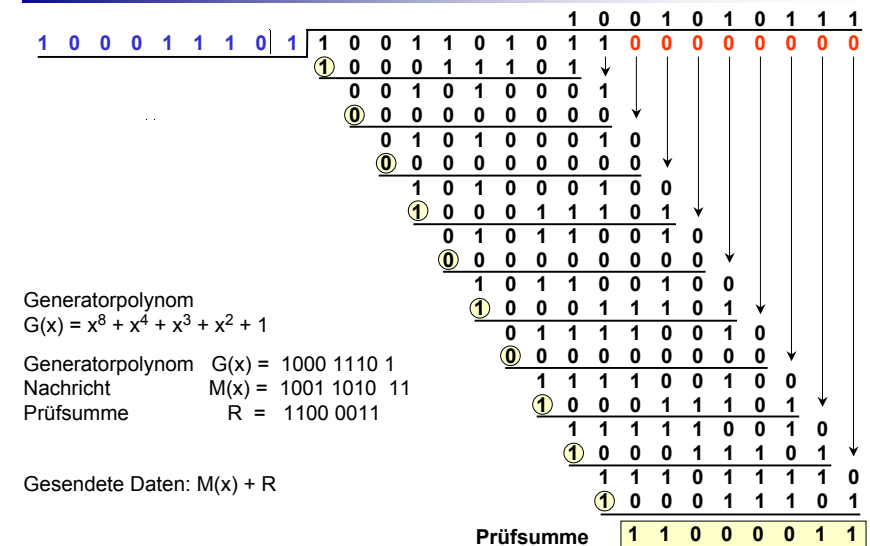 1 0 0 1 0 1 0 1 1 1
1 0 0 0 1 1 1 0 1 1 0 0 1 1 0 1 0 1 1 0 0 0 0 0 0 0 0
1 0 0 0 1 1 1 0 1
0 0 1 0 1 0 0 0 1
0 0 0 0 0 0 0 0 0
0 1 0 1 0 0 0 1 0
0 0 0 0 0 0 0 0 0
1 0 1 0 0 0 1 0 0
1 0 0 0 1 1 1 0 1
0 1 0 1 1 0 0 1 0
0 0 0 0 0 0 0 0 0
1 0 1 1 0 0 1 0 0
1 0 0 0 1 1 1 0 1
0 1 1 1 1 0 0 1 0
0 0 0 0 0 0 0 0 0
1 1 1 1 0 0 1 0 0
1 0 0 0 1 1 1 0 1
1 1 1 1 1 0 0 1 0
1 0 0 0 1 1 1 0 1
1 1 1 0 1 1 1 1 0
1 0 0 0 1 1 1 0 1
Prüfsumme 1 1 0 0 0 0 1 1
Generatorpolynom
G(x) = x⁸ + x⁴ + x³ + x² + 1
Generatorpolynom G(x) = 1000 1110 1
Nachricht M(x) = 1001 1010 11
Prüfsumme R = 1100 0011
Gesendete Daten: M(x) + R